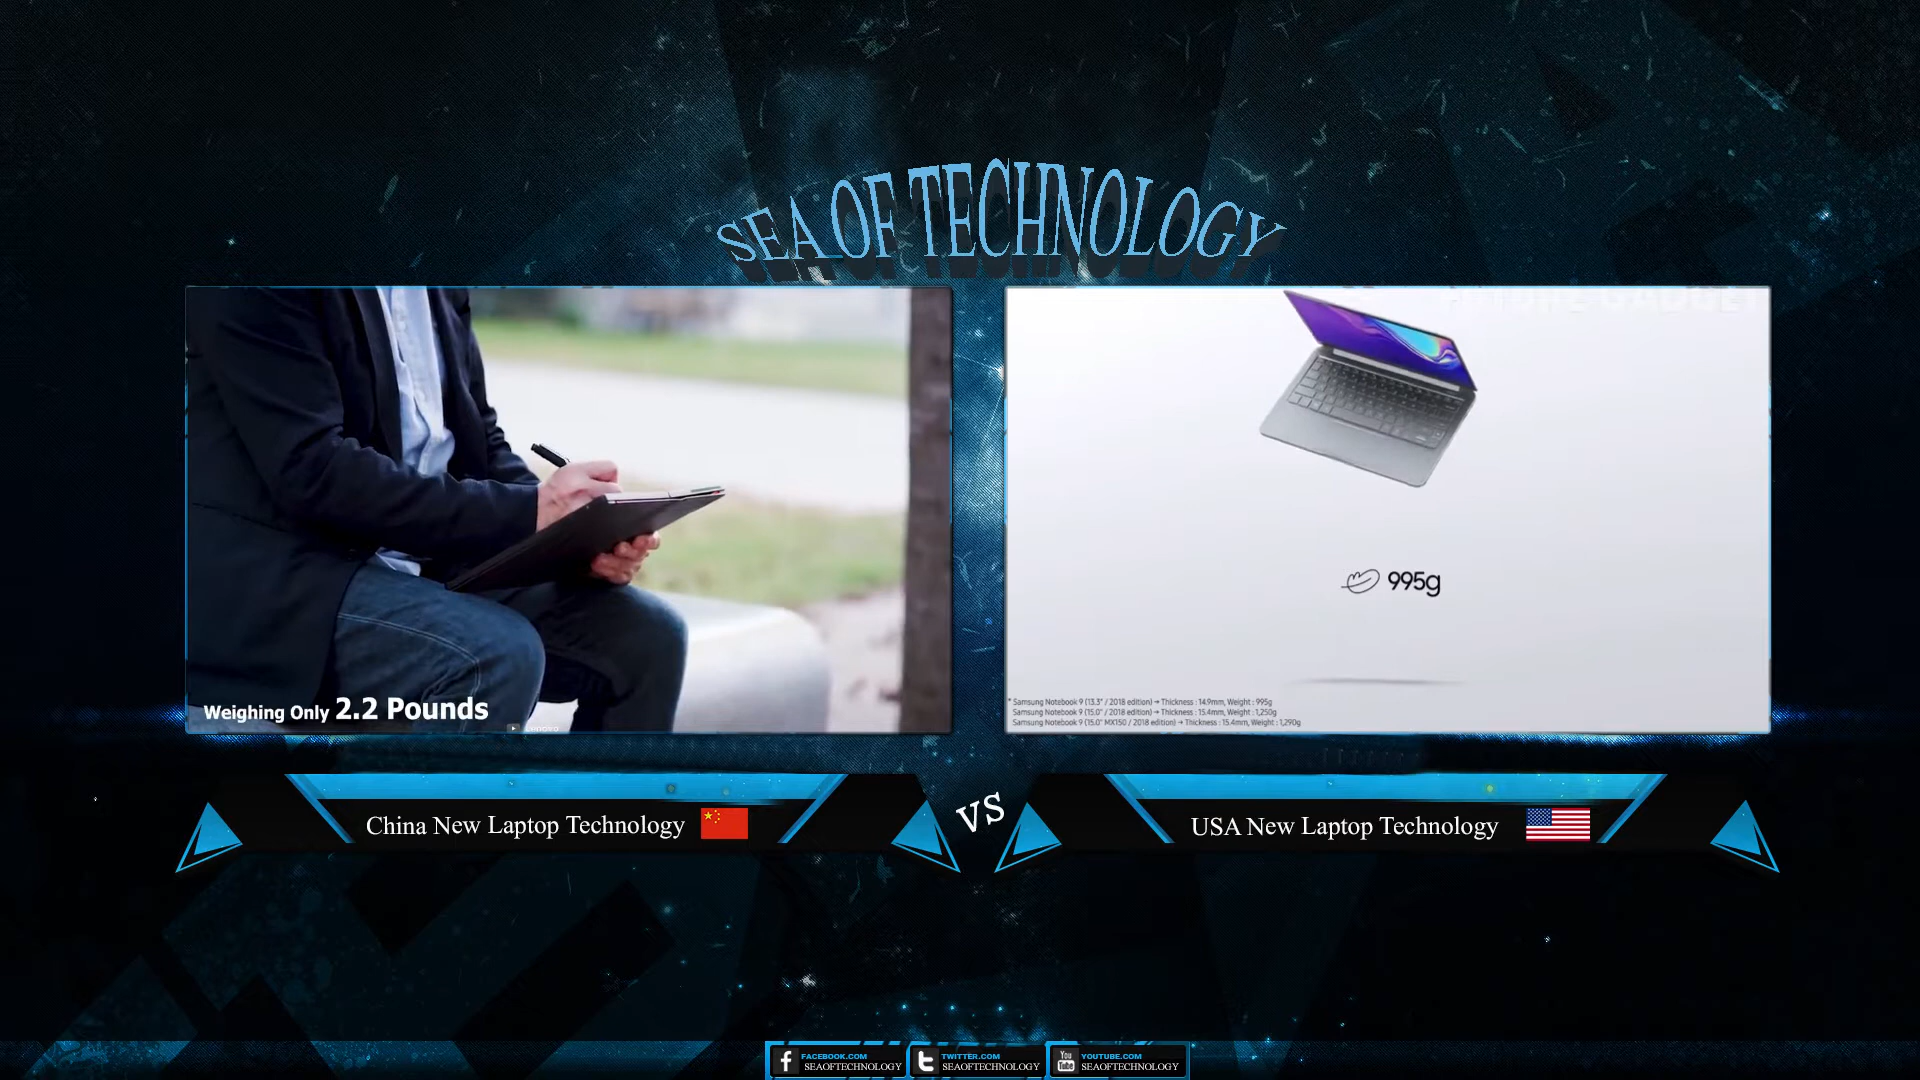 SEA OF TECHNOLOGY
Weighing Only 2.2 Pounds
995g
* Samsung Notebook 9 (13.3" / 2018 edition) → Thickness : 14.9mm, Weight : 995g
Samsung Notebook 9 (15.0" / 2018 edition) → Thickness : 15.4mm, Weight : 1,250g
Samsung Notebook 9 (15.0" MX150 / 2018 edition) → Thickness : 15.4mm, Weight : 1,290g
China New Laptop Technology
VS
USA New Laptop Technology
FACEBOOK.COM
SEAOFTECHNOLOGY
TWITTER.COM
SEAOFTECHNOLOGY
You
Tube
YOUTUBE.COM
SEAOFTECHNOLOGY